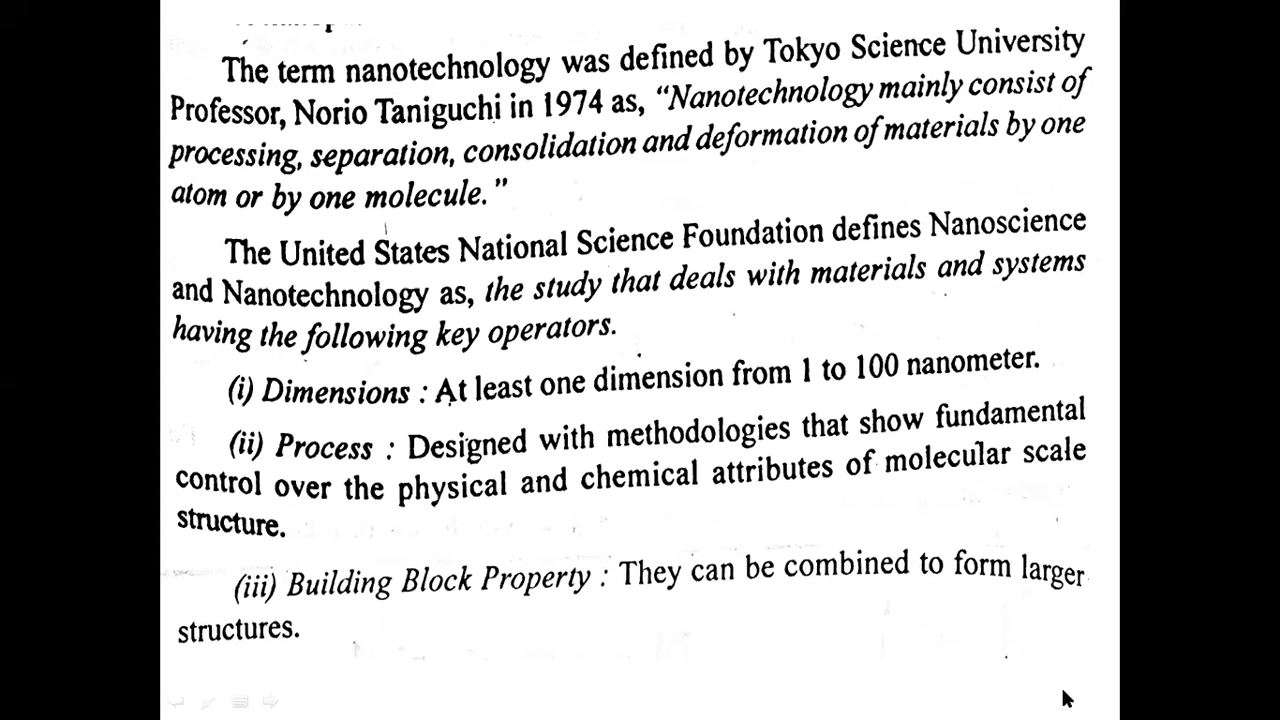 The term nanotechnology was defined by Tokyo Science University
Professor, Norio Taniguchi in 1974 as, "Nanotechnology mainly consist of
processing, separation, consolidation and deformation of materials by one
atom or by one molecule."
The United States National Science Foundation defines Nanoscience
and Nanotechnology as, the study that deals with materials and systems
having the following key operators.
(i) Dimensions : At least one dimension from 1 to 100 nanometer.
(ii) Process : Designed with methodologies that show fundamental
control over the physical and chemical attributes of molecular scale
structure.
(iii) Building Block Property : They can be combined to form larger
structures.